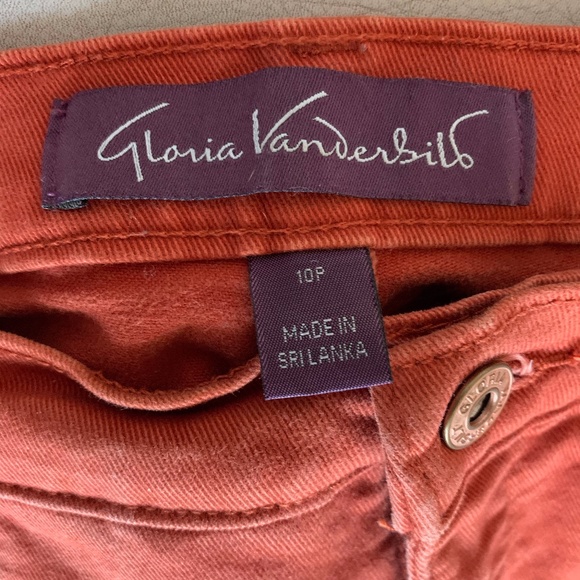 Gloria Vanderbilt
10P
MADE IN
SRI LANKA